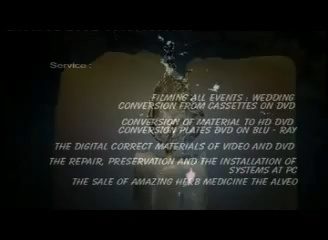 Service :
FILMING ALL EVENTS : WEDDING
CONVERSION FROM CASSETTES ON DVD
CONVERSION OF MATERIAL TO HD DVD
CONVERSION PLATES BVD ON BLU - RAY
THE DIGITAL CORRECT MATERIALS OF VIDEO AND DVD
THE REPAIR, PRESERVATION AND THE INSTALLATION OF
SYSTEMS AT PC
THE SALE OF AMAZING HERB MEDICINE THE ALVEO